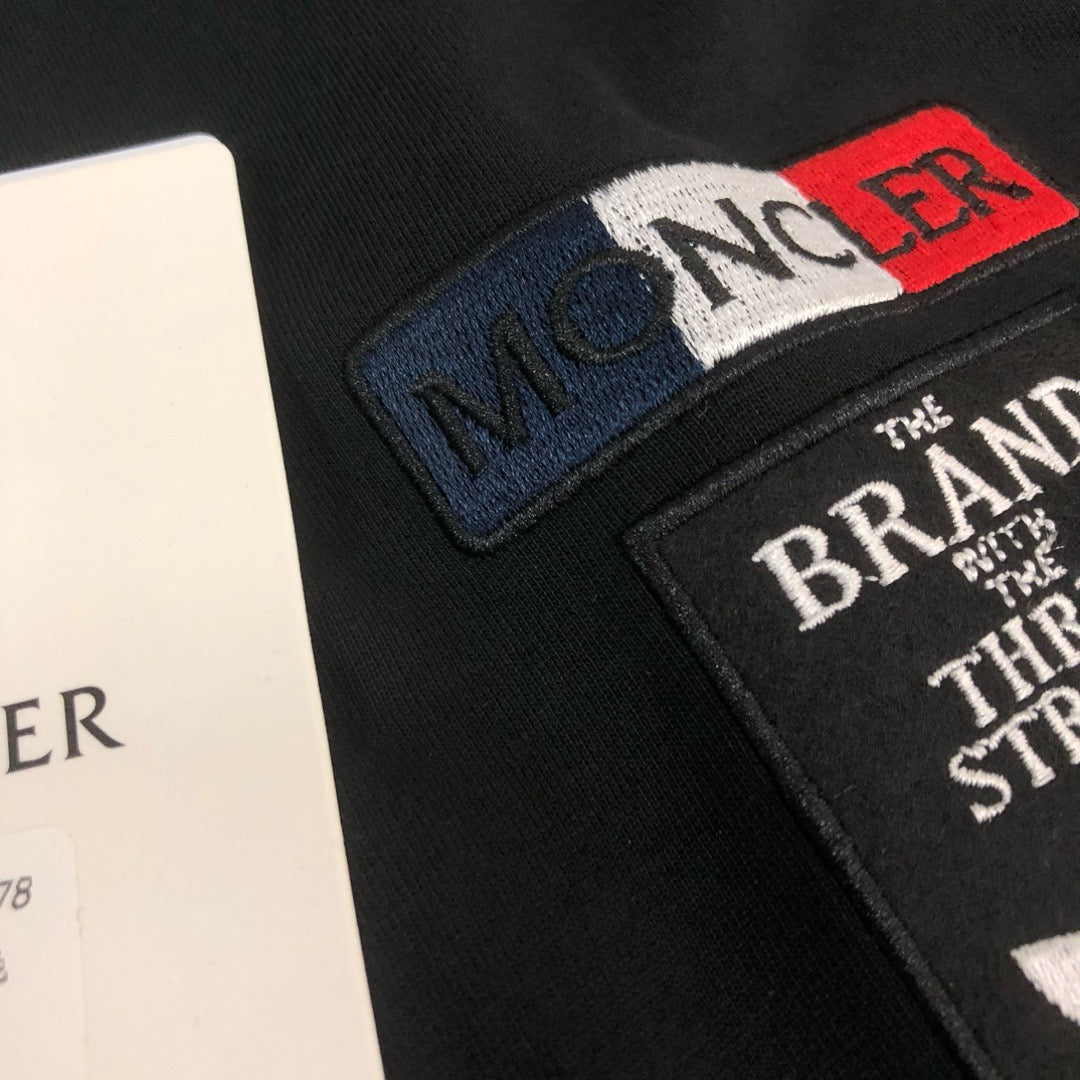 MONCLER
THE
BRAND
WITH
THE
THR
STR
ER
78